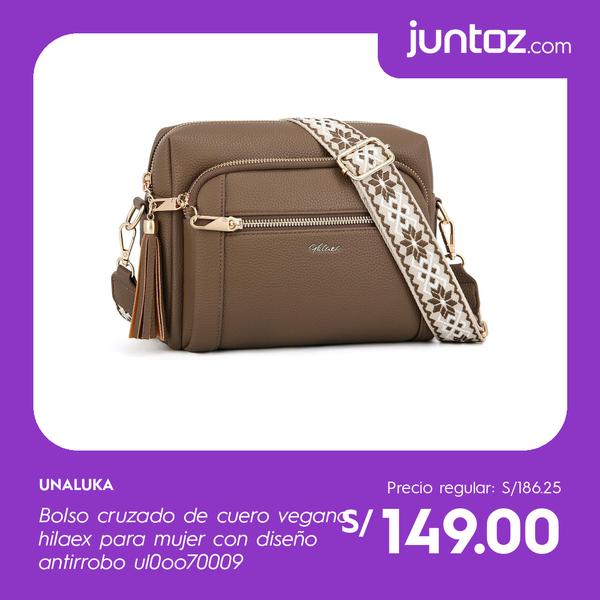 juntoz.com
Ghlaex
UNALUKA
Bolso cruzado de cuero vegano
hilaex para mujer con diseño
antirrobo ul0oo70009
Precio regular: S/186.25
S/149.00